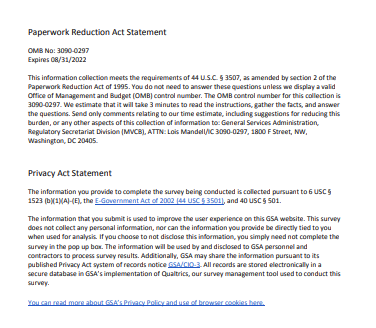 Paperwork Reduction Act Statement
OMB No: 3090-0297
Expires 08/31/2022
This information collection meets the requirements of 44 U.S.C. § 3507, as amended by section 2 of the
Paperwork Reduction Act of 1995. You do not need to answer these questions unless we display a valid
Office of Management and Budget (OMB) control number. The OMB control number for this collection is
3090-0297. We estimate that it will take 3 minutes to read the instructions, gather the facts, and answer
the questions. Send only comments relating to our time estimate, including suggestions for reducing this
burden, or any other aspects of this collection of information to: General Services Administration,
Regulatory Secretariat Division (MVCB), ATTN: Lois Mandell/IC 3090-0297, 1800 F Street, NW,
Washington, DC 20405.
Privacy Act Statement
The information you provide to complete the survey being conducted is collected pursuant to 6 USC §
1523 (b)(1)(A)-(E), the E-Government Act of 2002 (44 USC § 3501), and 40 USC § 501.
The information that you submit is used to improve the user experience on this GSA website. This survey
does not collect any personal information, nor can the information you provide be directly tied to you
when used for analysis. If you choose to not disclose this information, you simply need not complete the
survey in the pop up box. The information will be used by and disclosed to GSA personnel and
contractors to process survey results. Additionally, GSA may share the information pursuant to its
published Privacy Act system of records notice GSA/CIO-3. All records are stored electronically in a
secure database in GSA's implementation of Qualtrics, our survey management tool used to conduct this
survey.
You can read more about GSA's Privacy Policy and use of browser cookies here.